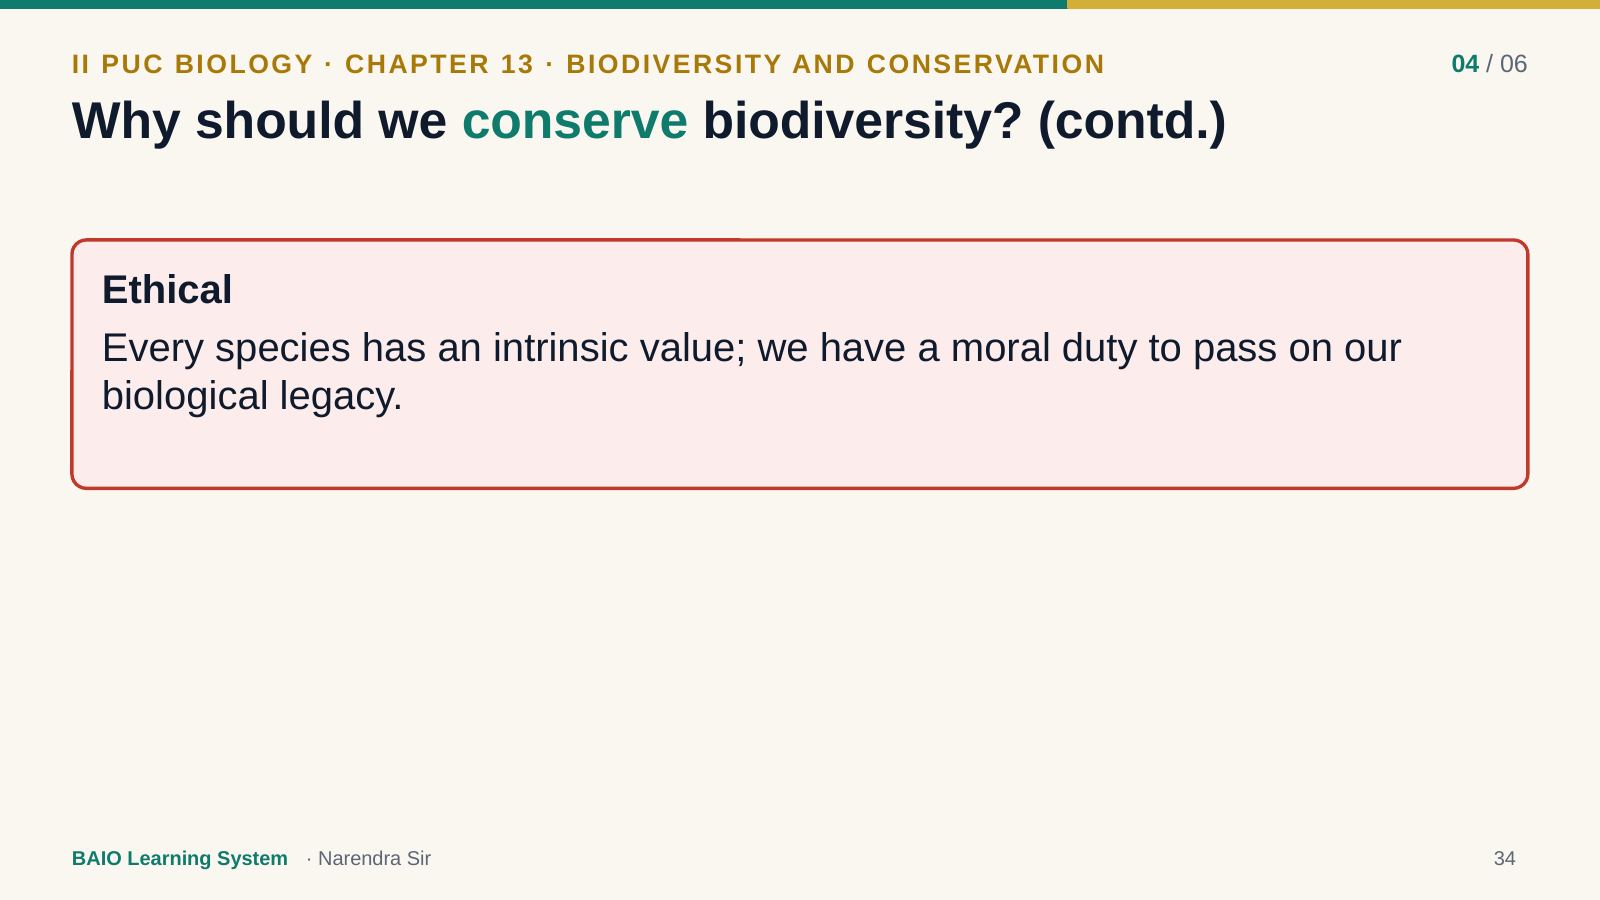 II PUC BIOLOGY · CHAPTER 13 · BIODIVERSITY AND CONSERVATION
04 / 06
Why should we conserve biodiversity? (contd.)
Ethical
Every species has an intrinsic value; we have a moral duty to pass on our
biological legacy.
BAIO Learning System · Narendra Sir
34